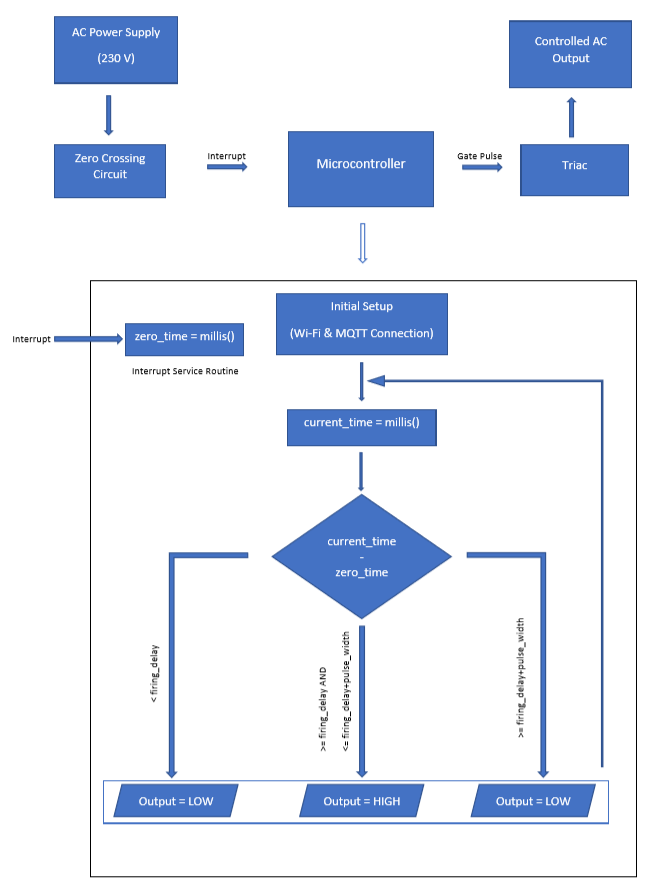 AC Power Supply
(230 V)
Controlled AC
Output
Zero Crossing
Circuit
Interrupt
Microcontroller
Gate Pulse
Triac
Initial Setup
(Wi-Fi & MQTT Connection)
Interrupt
zero_time = millis()
Interrupt Service Routine
current_time = millis()
current_time
-
zero_time
< firing_delay
>= firing_delay AND
<= firing_delay+pulse_width
>= firing_delay+pulse_width
Output = LOW
Output = HIGH
Output = LOW